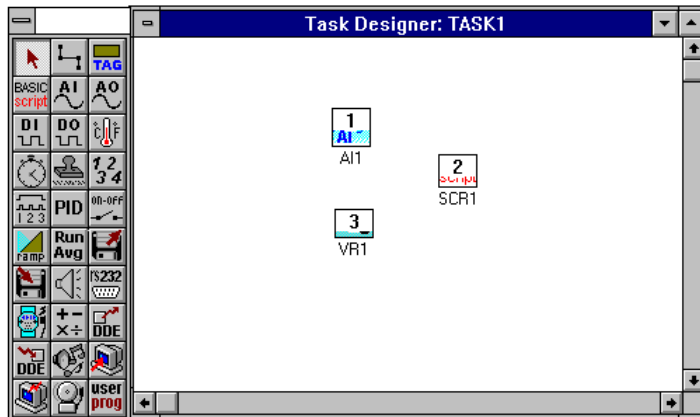 Task Designer: TASK1
TAG
BASIC AI AO
script
DI DO °C °F
1 2
3 4
1 2 3 PID on-off
ramp Run Avg
rs232
+ -
× ÷
DDE
DDE
user
prog
1
AI
AI1
2
script
SCR1
3
VR1